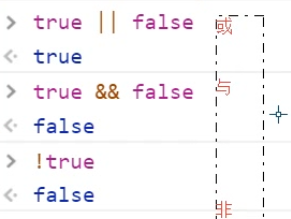 > true || false 或
<· true
> true && false 与
<· false
> !true 非
<· false